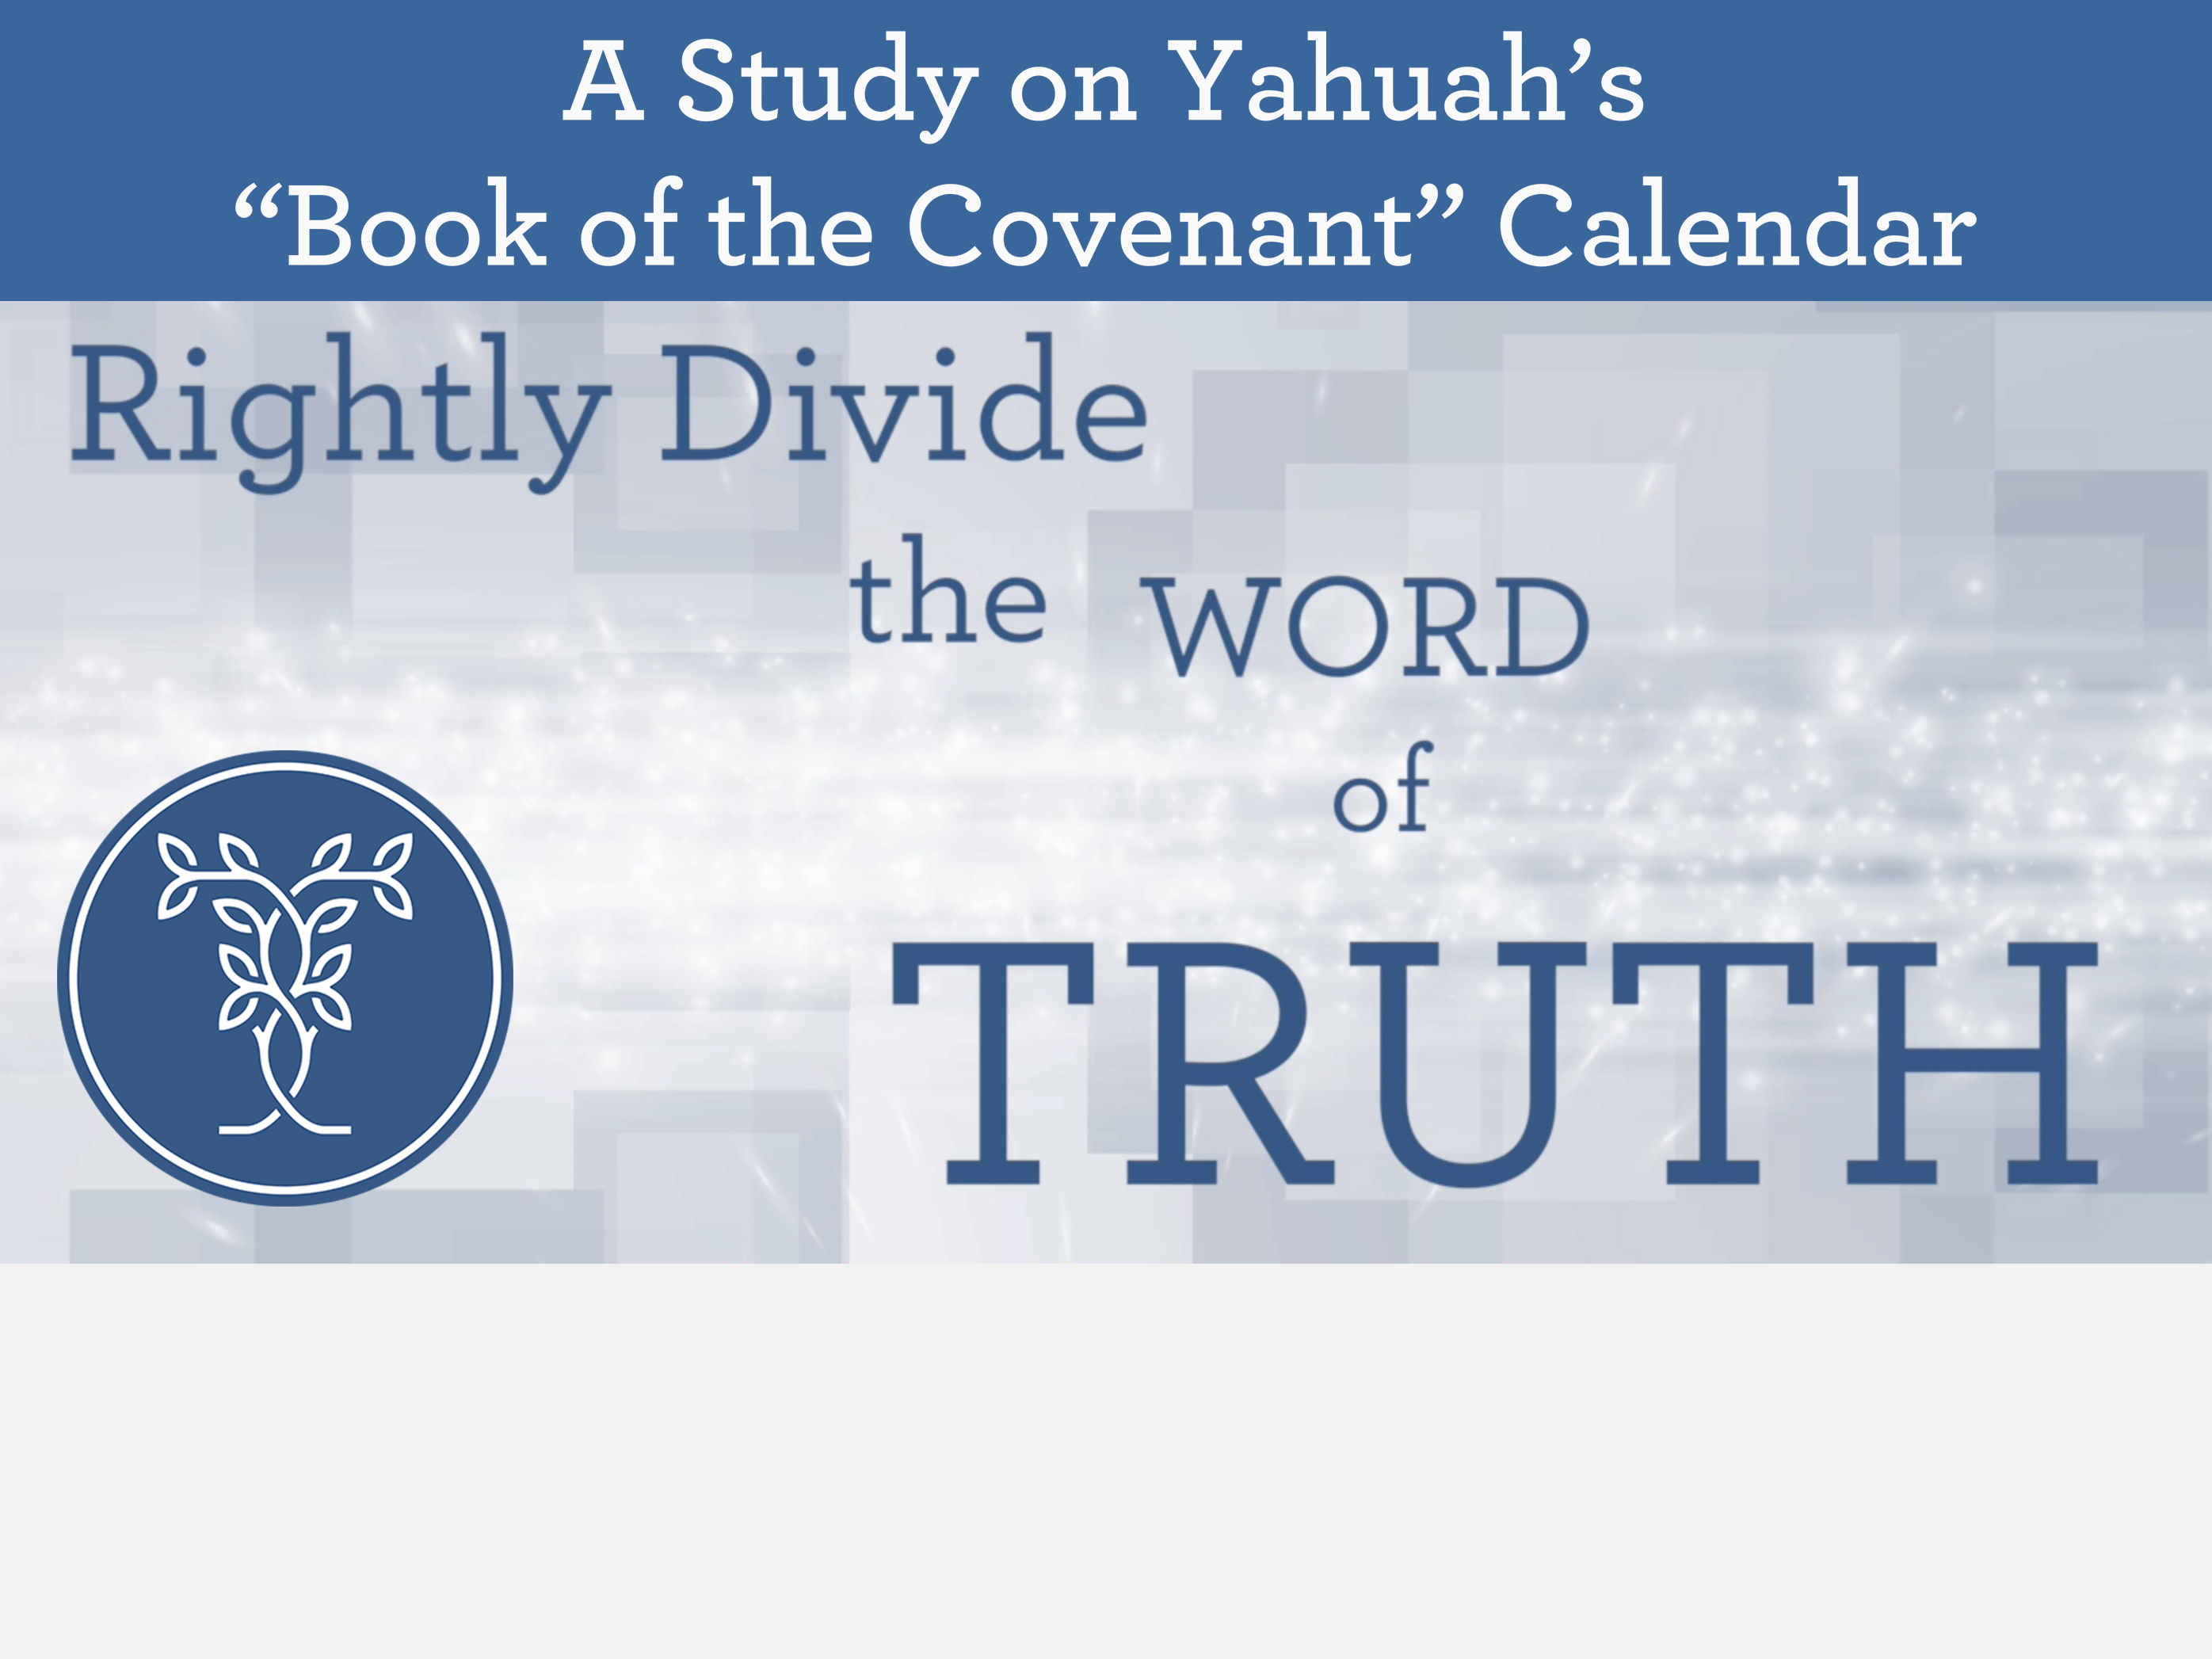 A Study on Yahuah’s
“Book of the Covenant” Calendar
Rightly Divide
the WORD
of
TRUTH